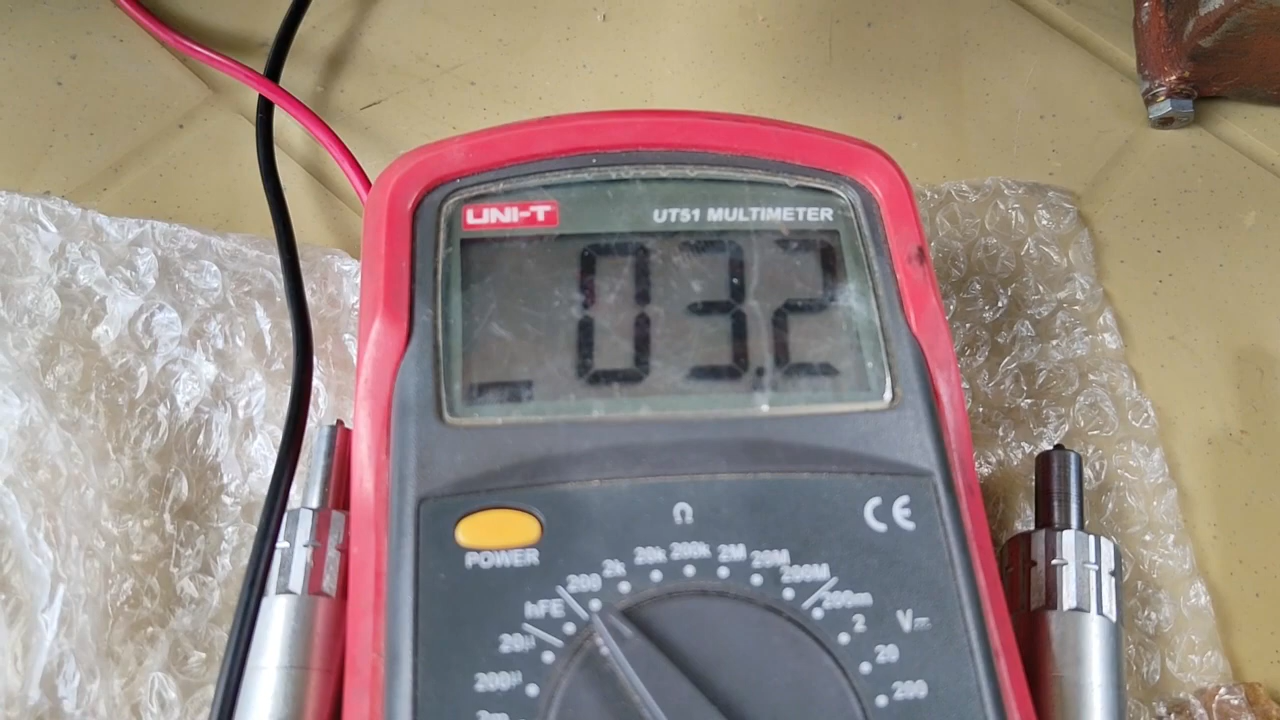 UNI-T UT51 MULTIMETER
03.2
Ω
CE
POWER
hFE 200 2k 20k 200k 2M 20M 200M 200m
20μ 2 V
200μ 20
2m 200